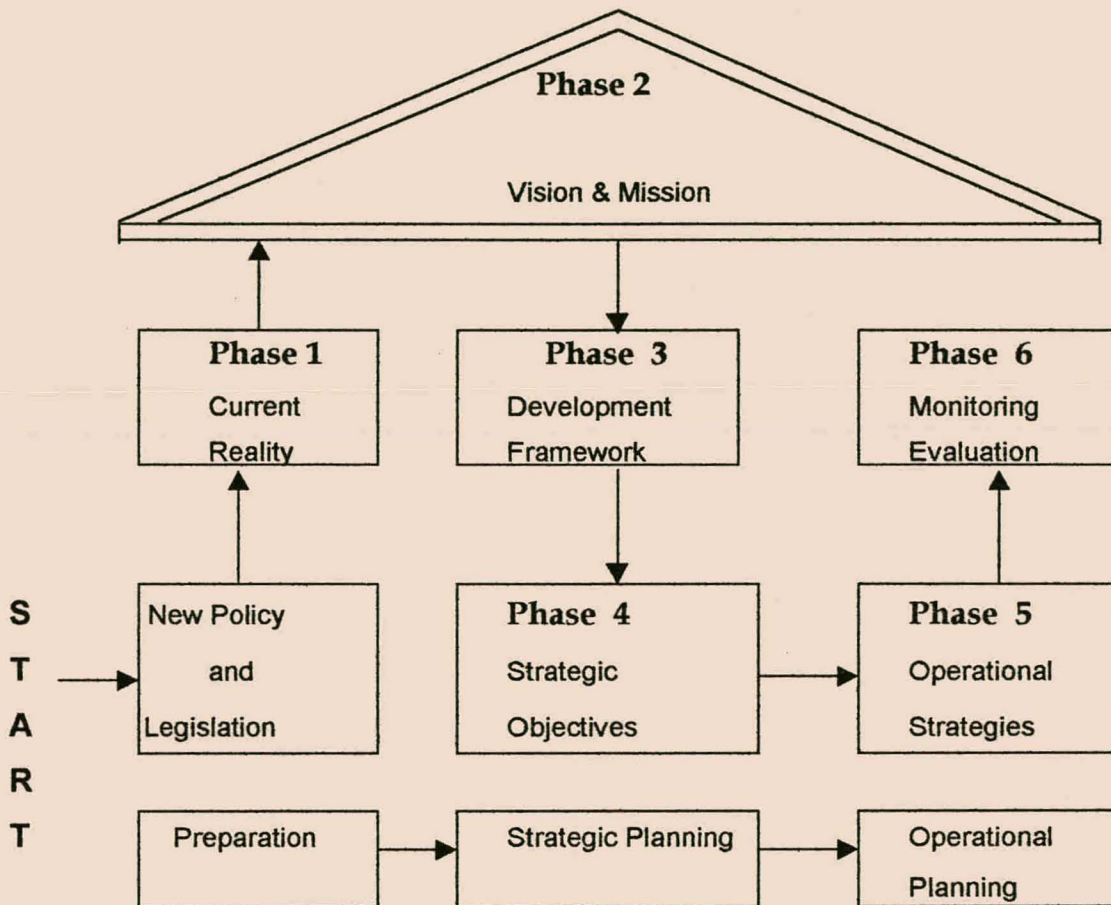 Phase 2
Vision & Mission
Phase 1
Current
Reality
Phase 3
Development
Framework
Phase 6
Monitoring
Evaluation
S
T
A
R
T
New Policy
and
Legislation
Phase 4
Strategic
Objectives
Phase 5
Operational
Strategies
Preparation
Strategic Planning
Operational
Planning